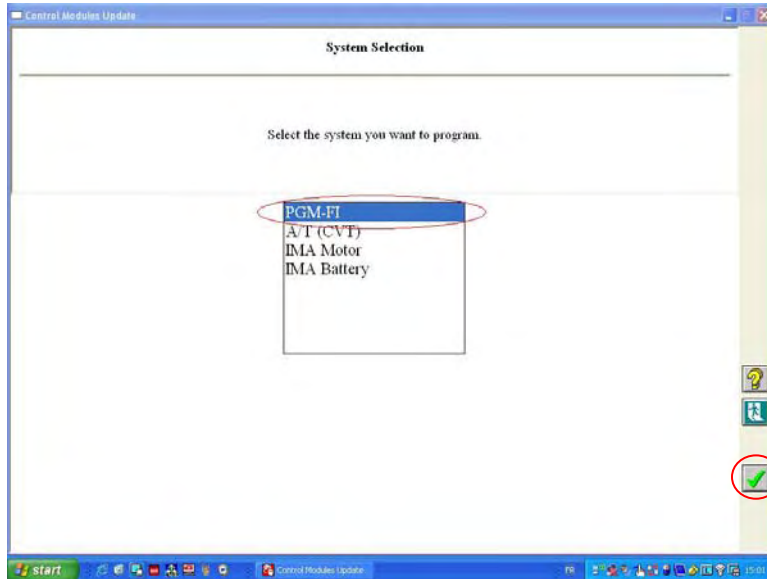 Control Modules Update
System Selection
Select the system you want to program.
PGM-FI
A/T (CVT)
IMA Motor
IMA Battery
start
Control Modules Update
FR
15:01